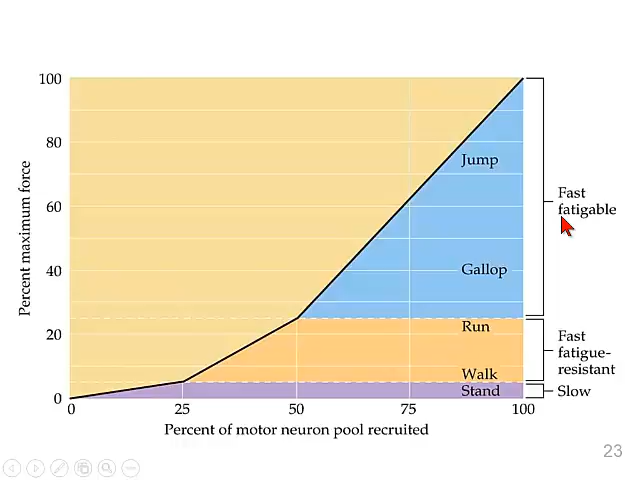 100
80
60
40
20
0
Percent maximum force
Jump
Gallop
Run
Walk
Stand
Fast
fatigable
Fast
fatigue-
resistant
Slow
0 25 50 75 100
Percent of motor neuron pool recruited
23